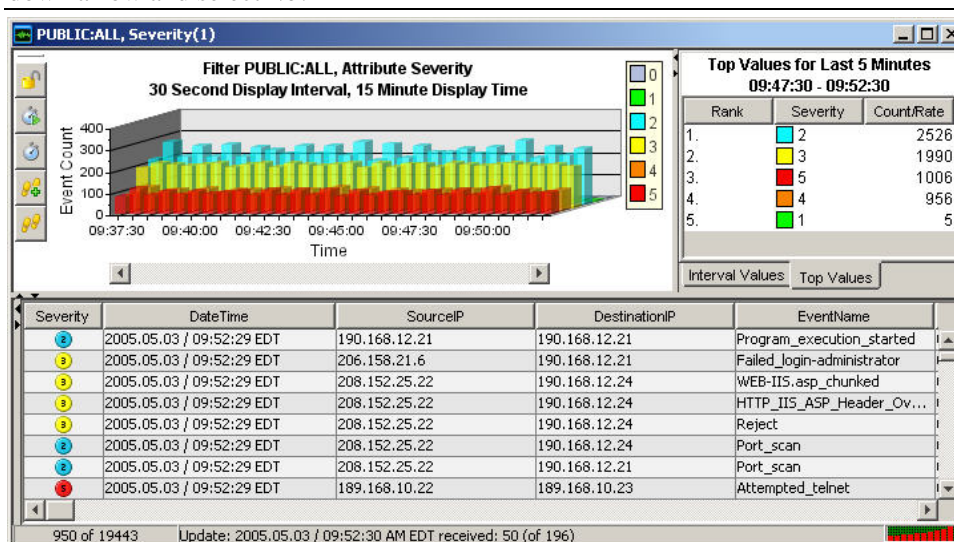 PUBLIC:ALL, Severity(1)
Filter PUBLIC:ALL, Attribute Severity
30 Second Display Interval, 15 Minute Display Time
Event Count
400
300
200
100
0
09:37:30 09:40:00 09:42:30 09:45:00 09:47:30 09:50:00
Time
0
1
2
3
4
5
Top Values for Last 5 Minutes
09:47:30 - 09:52:30
Rank Severity Count/Rate
1. 2 2526
2. 3 1990
3. 5 1006
4. 4 956
5. 1 5
Interval Values Top Values
Severity DateTime SourceIP DestinationIP EventName
2 2005.05.03 / 09:52:29 EDT 190.168.12.21 190.168.12.21 Program_execution_started
3 2005.05.03 / 09:52:29 EDT 206.158.21.6 190.168.12.21 Failed_login-administrator
3 2005.05.03 / 09:52:29 EDT 208.152.25.22 190.168.12.24 WEB-IIS.asp_chunked
3 2005.05.03 / 09:52:29 EDT 208.152.25.22 190.168.12.24 HTTP_IIS_ASP_Header_Ov...
3 2005.05.03 / 09:52:29 EDT 208.152.25.22 190.168.12.24 Reject
2 2005.05.03 / 09:52:29 EDT 208.152.25.22 190.168.12.24 Port_scan
2 2005.05.03 / 09:52:29 EDT 208.152.25.22 190.168.12.21 Port_scan
5 2005.05.03 / 09:52:29 EDT 189.168.10.22 189.168.10.23 Attempted_telnet
950 of 19443 Update: 2005.05.03 / 09:52:30 AM EDT received: 50 (of 196)